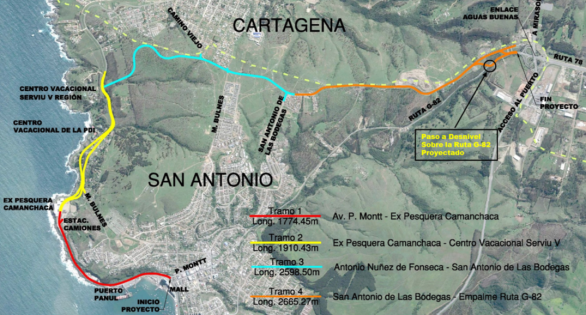 CARTAGENA
ENLACE
AGUAS BUENAS
A MIRASOL
CAMINO VIEJO
RUTA 78
CENTRO VACACIONAL
SERVIU V REGIÓN
M. BULNES
SAN ANTONIO DE
LAS BODEGAS
RUTA G-82
ACCESO AL PUERTO
FIN
PROYECTO
CENTRO
VACACIONAL DE LA PDI
Paso a Desnivel
Sobre la Ruta G-82
Proyectado
SAN ANTONIO
EX PESQUERA
CAMANCHACA
M. BULNES
ESTAC.
CAMIONES
Tramo 1
Long. 1774.45m
Av. P. Montt - Ex Pesquera Camanchaca
Tramo 2
Long. 1910.43m
Ex Pesquera Camanchaca - Centro Vacacional Serviu V
Tramo 3
Long. 2598.50m
Antonio Nuñez de Fonseca - San Antonio de Las Bodegas
Tramo 4
Long. 2665.27m
San Antonio de Las Bódegas - Empalme Ruta G-82
P. MONTT
MALL
PUERTO
PANUL
INICIO
PROYECTO